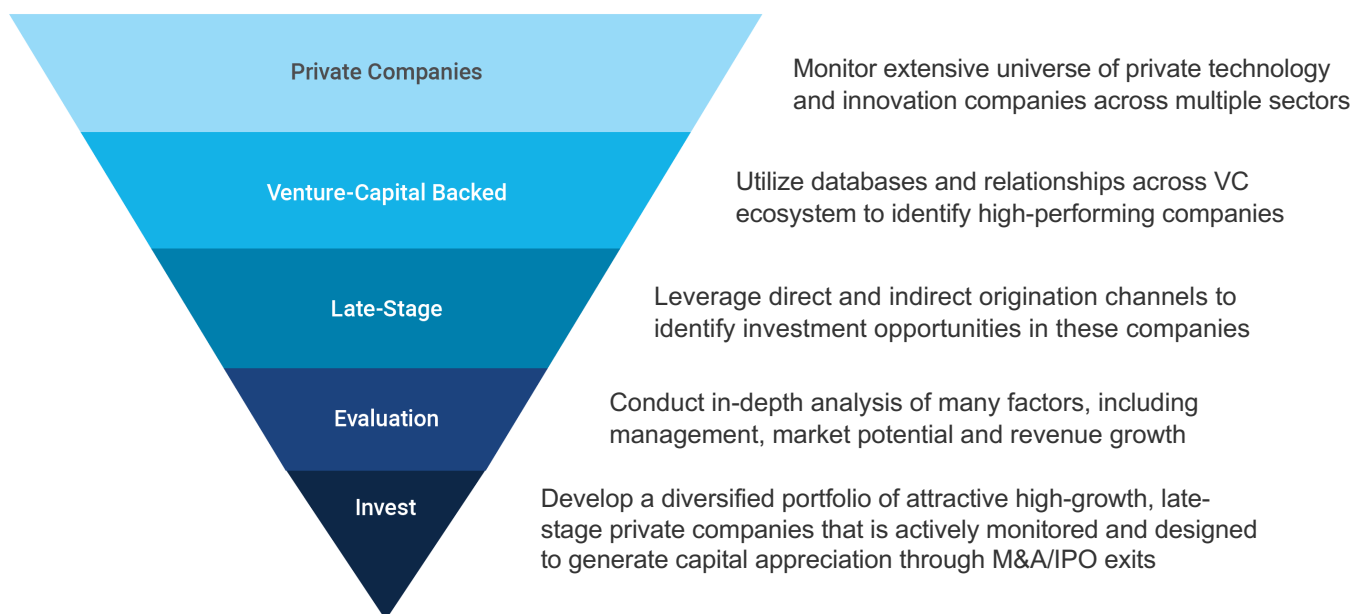 Private Companies
Monitor extensive universe of private technology
and innovation companies across multiple sectors
Venture-Capital Backed
Utilize databases and relationships across VC
ecosystem to identify high-performing companies
Late-Stage
Leverage direct and indirect origination channels to
identify investment opportunities in these companies
Evaluation
Conduct in-depth analysis of many factors, including
management, market potential and revenue growth
Invest
Develop a diversified portfolio of attractive high-growth, late-
stage private companies that is actively monitored and designed
to generate capital appreciation through M&A/IPO exits